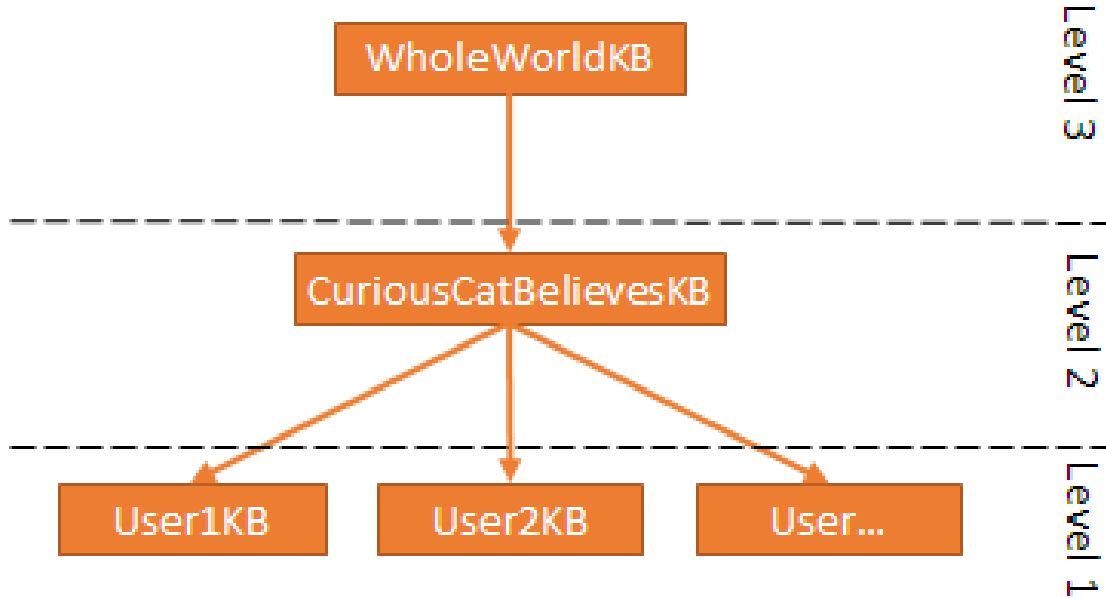 WholeWorldKB
Level 3
CuriousCatBelievesKB
Level 2
User1KB
User2KB
User...
Level 1